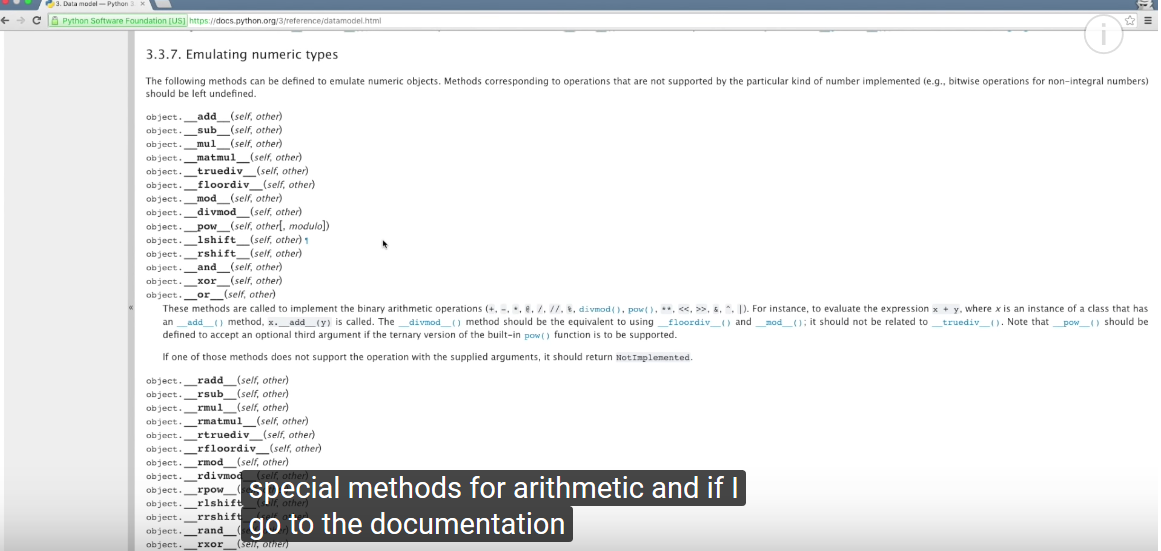 3. Data model — Python 3
Python Software Foundation [US] https://docs.python.org/3/reference/datamodel.html
3.3.7. Emulating numeric types
The following methods can be defined to emulate numeric objects. Methods corresponding to operations that are not supported by the particular kind of number implemented (e.g., bitwise operations for non-integral numbers)
should be left undefined.
object.__add__(self, other)
object.__sub__(self, other)
object.__mul__(self, other)
object.__matmul__(self, other)
object.__truediv__(self, other)
object.__floordiv__(self, other)
object.__mod__(self, other)
object.__divmod__(self, other)
object.__pow__(self, other[, modulo])
object.__lshift__(self, other) ¶
object.__rshift__(self, other)
object.__and__(self, other)
object.__xor__(self, other)
object.__or__(self, other)
These methods are called to implement the binary arithmetic operations (+, -, *, @, /, //, %, divmod(), pow(), **, <<, >>, &, ^, |). For instance, to evaluate the expression x + y, where x is an instance of a class that has
an __add__() method, x.__add__(y) is called. The __divmod__() method should be the equivalent to using __floordiv__() and __mod__(); it should not be related to __truediv__(). Note that __pow__() should be
defined to accept an optional third argument if the ternary version of the built-in pow() function is to be supported.
If one of those methods does not support the operation with the supplied arguments, it should return NotImplemented.
object.__radd__(self, other)
object.__rsub__(self, other)
object.__rmul__(self, other)
object.__rmatmul__(self, other)
object.__rtruediv__(self, other)
object.__rfloordiv__(self, other)
object.__rmod__(self, other)
object.__rdivmod
object.__rpow__(
object.__rlshift
object.__rrshift
object.__rand__(
object.__rxor__(self, other)
special methods for arithmetic and if I
go to the documentation